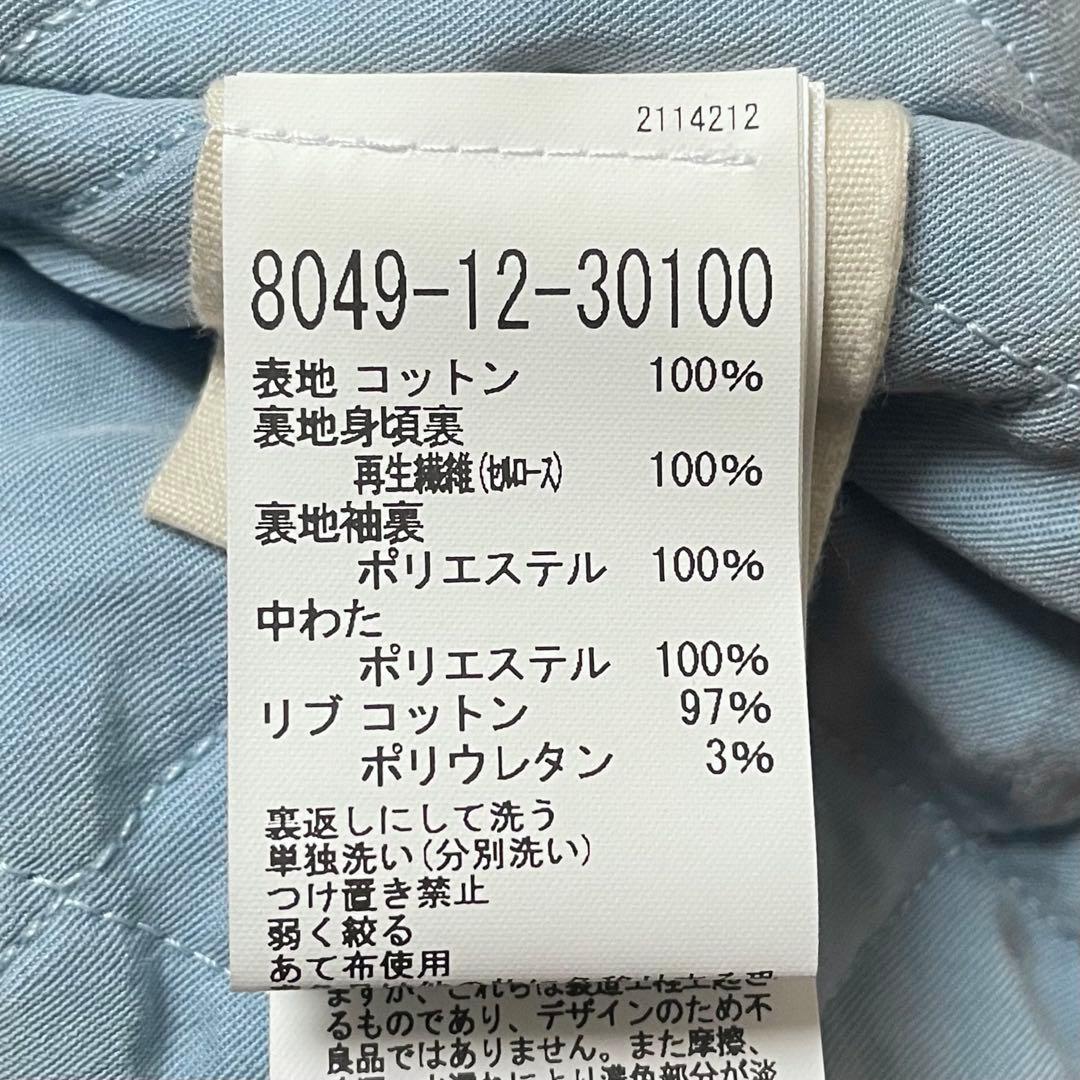 2114212
8049-12-30100
表地 コットン 100%
裏地身頃裏
再生繊維(セルロース) 100%
裏地袖裏
ポリエステル 100%
中わた
ポリエステル 100%
リブ コットン 97%
ポリウレタン 3%
裏返しにして洗う
単独洗い(分別洗い)
つけ置き禁止
弱く絞る
あて布使用
るものであり、デザインのため不
良品ではありません。また摩擦、
濃色部分が淡